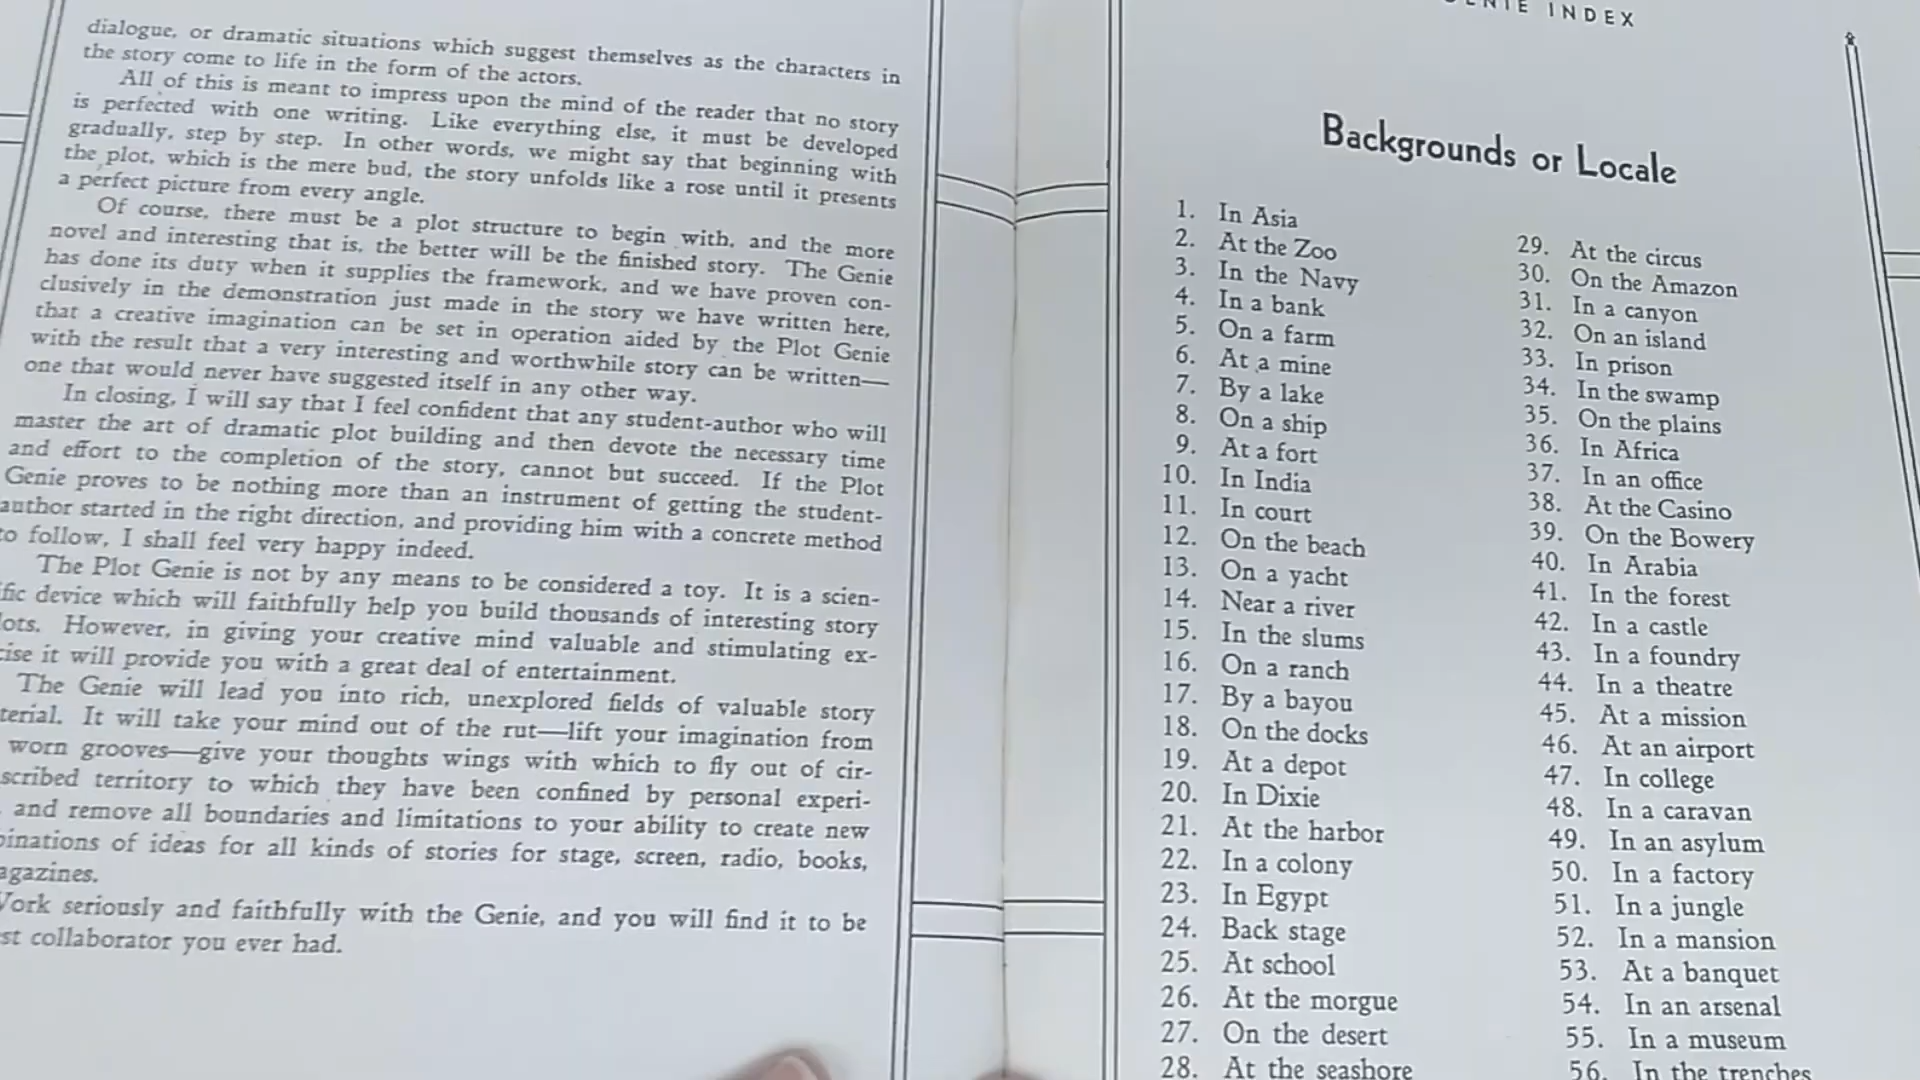 dialogue, or dramatic situations which suggest themselves as the characters in
the story come to life in the form of the actors.
All of this is meant to impress upon the mind of the reader that no story
is perfected with one writing. Like everything else, it must be developed
gradually, step by step. In other words, we might say that beginning with
the plot, which is the mere bud, the story unfolds like a rose until it presents
a perfect picture from every angle.
Of course, there must be a plot structure to begin with, and the more
novel and interesting that is, the better will be the finished story. The Genie
has done its duty when it supplies the framework, and we have proven con-
clusively in the demonstration just made in the story we have written here,
that a creative imagination can be set in operation aided by the Plot Genie
with the result that a very interesting and worthwhile story can be written—
one that would never have suggested itself in any other way.
In closing, I will say that I feel confident that any student-author who will
master the art of dramatic plot building and then devote the necessary time
and effort to the completion of the story, cannot but succeed. If the Plot
Genie proves to be nothing more than an instrument of getting the student-
author started in the right direction, and providing him with a concrete method
to follow, I shall feel very happy indeed.
The Plot Genie is not by any means to be considered a toy. It is a scien-
fic device which will faithfully help you build thousands of interesting story
lots. However, in giving your creative mind valuable and stimulating ex-
cise it will provide you with a great deal of entertainment.
The Genie will lead you into rich, unexplored fields of valuable story
terial. It will take your mind out of the rut—lift your imagination from
worn grooves—give your thoughts wings with which to fly out of cir-
scribed territory to which they have been confined by personal experi-
and remove all boundaries and limitations to your ability to create new
binations of ideas for all kinds of stories for stage, screen, radio, books,
agazines.
Work seriously and faithfully with the Genie, and you will find it to be
st collaborator you ever had.
INDEX
Backgrounds or Locale
1. In Asia
2. At the Zoo
3. In the Navy
4. In a bank
5. On a farm
6. At a mine
7. By a lake
8. On a ship
9. At a fort
10. In India
11. In court
12. On the beach
13. On a yacht
14. Near a river
15. In the slums
16. On a ranch
17. By a bayou
18. On the docks
19. At a depot
20. In Dixie
21. At the harbor
22. In a colony
23. In Egypt
24. Back stage
25. At school
26. At the morgue
27. On the desert
28. At the seashore
29. At the circus
30. On the Amazon
31. In a canyon
32. On an island
33. In prison
34. In the swamp
35. On the plains
36. In Africa
37. In an office
38. At the Casino
39. On the Bowery
40. In Arabia
41. In the forest
42. In a castle
43. In a foundry
44. In a theatre
45. At a mission
46. At an airport
47. In college
48. In a caravan
49. In an asylum
50. In a factory
51. In a jungle
52. In a mansion
53. At a banquet
54. In an arsenal
55. In a museum
56. In the trenches